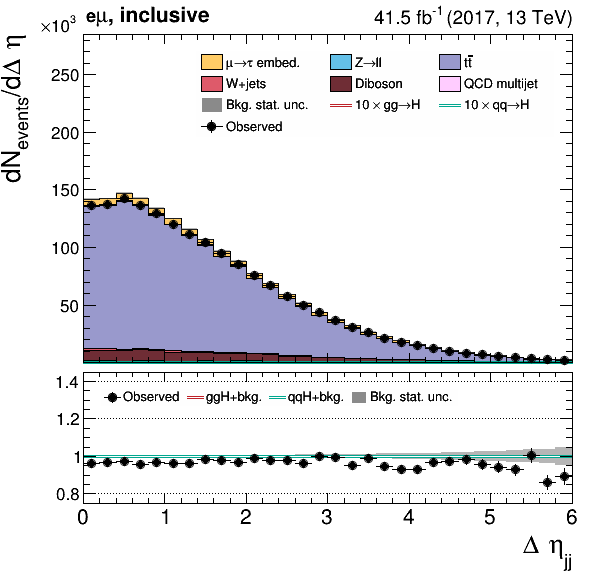 ×10³ eμ, inclusive 41.5 fb⁻¹ (2017, 13 TeV)
dN_events/dΔ η
μ→τ embed. Z→ll tt̄
W+jets Diboson QCD multijet
Bkg. stat. unc. 10 × gg→H 10 × qq→H
Observed
250
200
150
100
50
1.4
Observed ggH+bkg. qqH+bkg. Bkg. stat. unc.
1.2
1
0.8
0 1 2 3 4 5 6
Δ η_jj